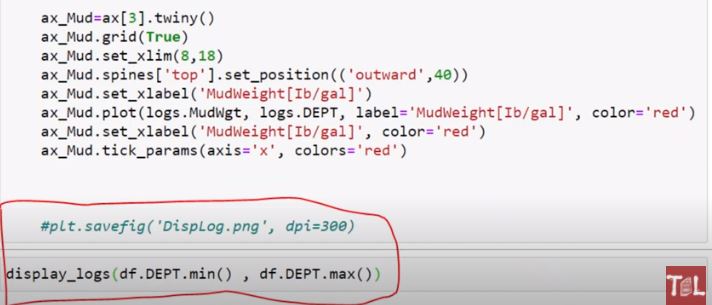 ax_Mud=ax[3].twiny()
ax_Mud.grid(True)
ax_Mud.set_xlim(8,18)
ax_Mud.spines['top'].set_position(('outward',40))
ax_Mud.set_xlabel('MudWeight[Ib/gal]')
ax_Mud.plot(logs.MudWgt, logs.DEPT, label='MudWeight[Ib/gal]', color='red')
ax_Mud.set_xlabel('MudWeight[Ib/gal]', color='red')
ax_Mud.tick_params(axis='x', colors='red')
#plt.savefig('DispLog.png', dpi=300)
display_logs(df.DEPT.min() , df.DEPT.max())